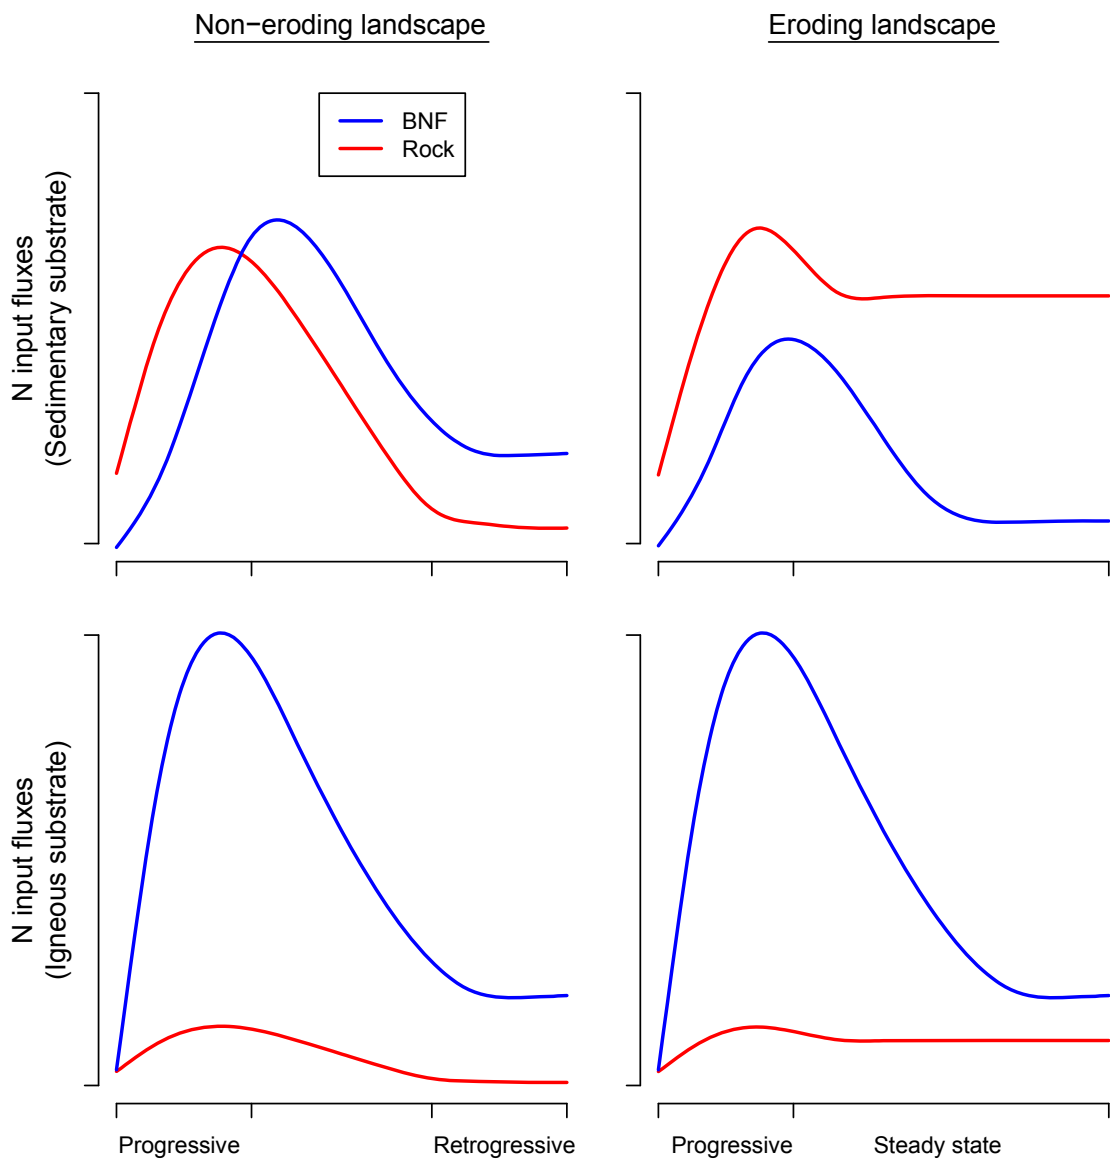 Non−eroding landscape
Eroding landscape
BNF
Rock
N input fluxes
(Sedimentary substrate)
N input fluxes
(Igneous substrate)
Progressive
Retrogressive
Progressive
Steady state